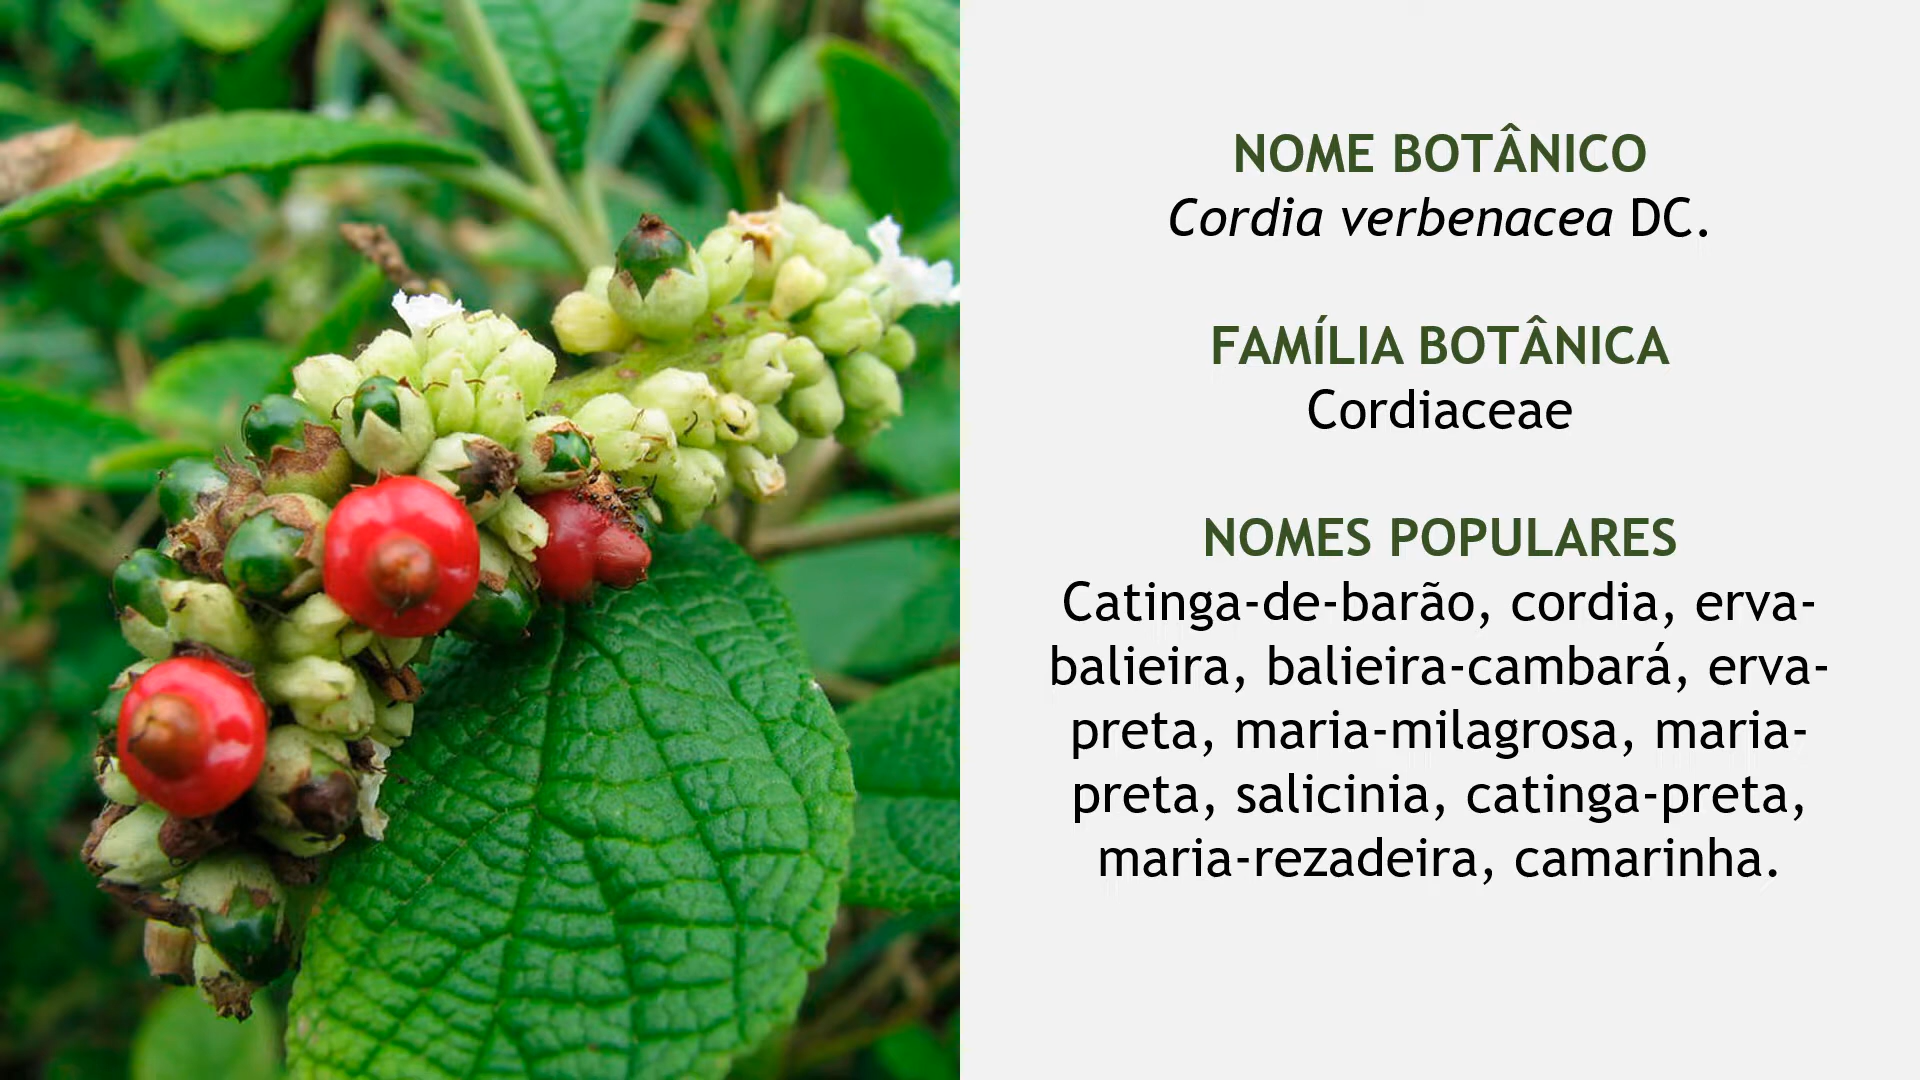 NOME BOTÂNICO
Cordia verbenacea DC.
FAMÍLIA BOTÂNICA
Cordiaceae
NOMES POPULARES
Catinga-de-barão, cordia, erva-
balieira, balieira-cambará, erva-
preta, maria-milagrosa, maria-
preta, salicinia, catinga-preta,
maria-rezadeira, camarinha.